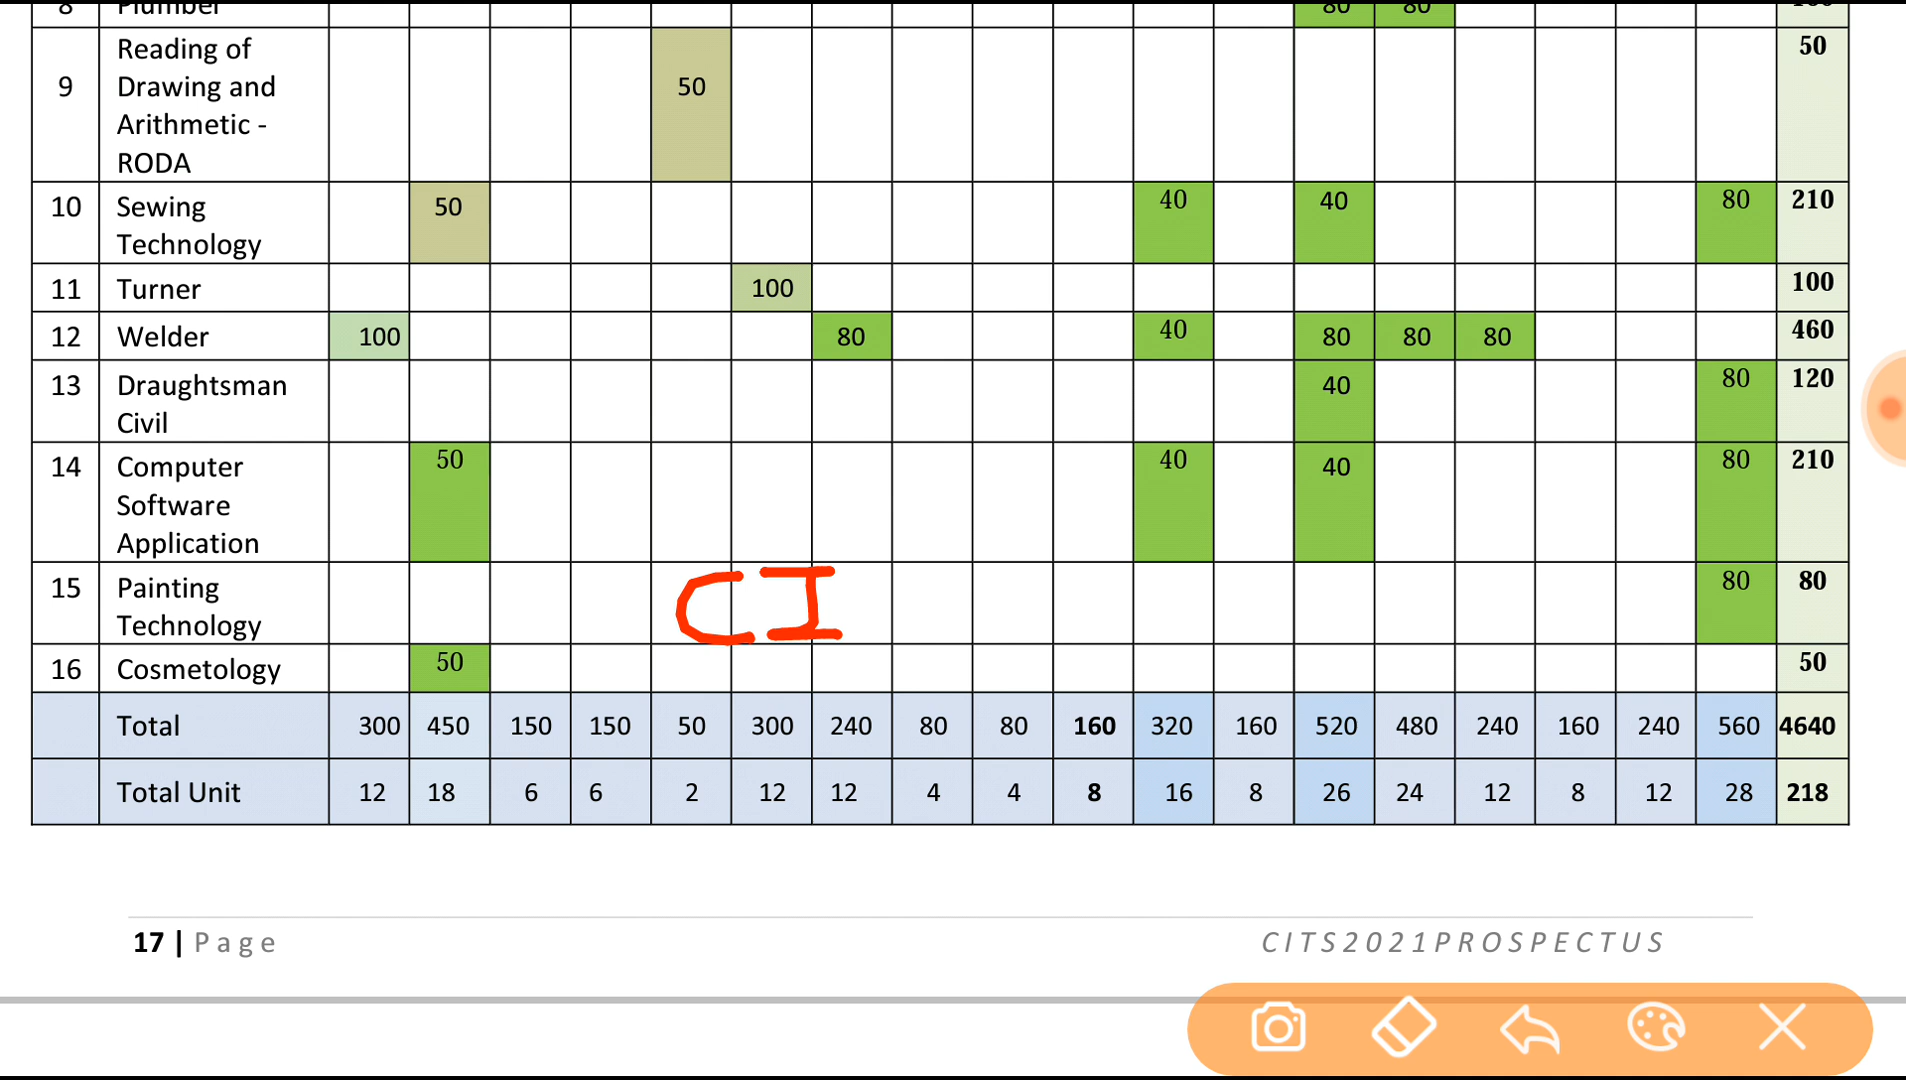 8 Plumber 80 80
9 Reading of Drawing and Arithmetic - RODA 50 50
10 Sewing Technology 50 40 40 80 210
11 Turner 100 100
12 Welder 100 80 40 80 80 80 460
13 Draughtsman Civil 40 80 120
14 Computer Software Application 50 40 40 80 210
15 Painting Technology 80 80
CI
16 Cosmetology 50 50
Total 300 450 150 150 50 300 240 80 80 160 320 160 520 480 240 160 240 560 4640
Total Unit 12 18 6 6 2 12 12 4 4 8 16 8 26 24 12 8 12 28 218
17 | Page
CITS2021PROSPECTUS